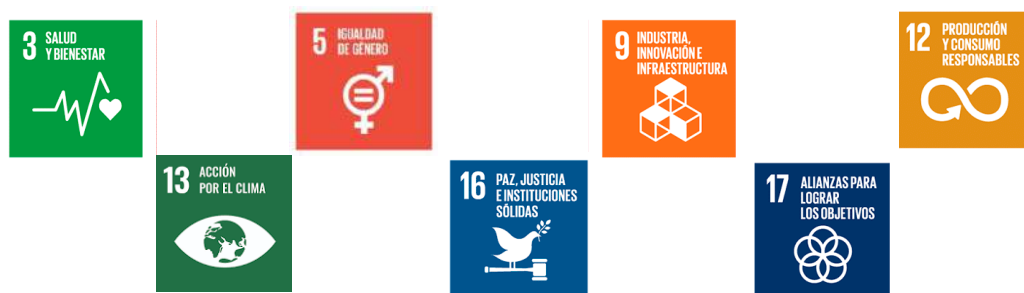 3 SALUD
Y BIENESTAR
5 IGUALDAD
DE GÉNERO
9 INDUSTRIA,
INNOVACIÓN E
INFRAESTRUCTURA
12 PRODUCCIÓN
Y CONSUMO
RESPONSABLES
13 ACCIÓN
POR EL CLIMA
16 PAZ, JUSTICIA
E INSTITUCIONES
SÓLIDAS
17 ALIANZAS PARA
LOGRAR
LOS OBJETIVOS